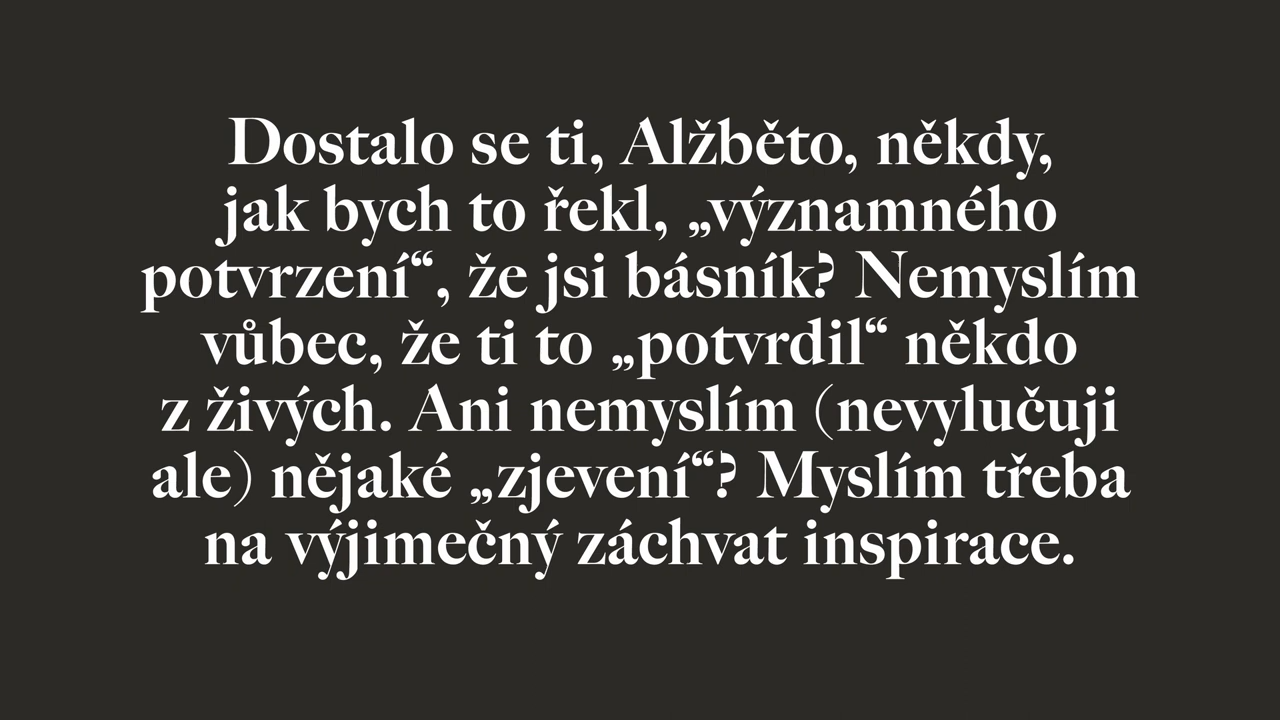 Dostalo se ti, Alžběto, někdy,
jak bych to řekl, „významného
potvrzení“, že jsi básník? Nemyslím
vůbec, že ti to „potvrdil“ někdo
z živých. Ani nemyslím (nevylučuji
ale) nějaké „zjevení“? Myslím třeba
na výjimečný záchvat inspirace.